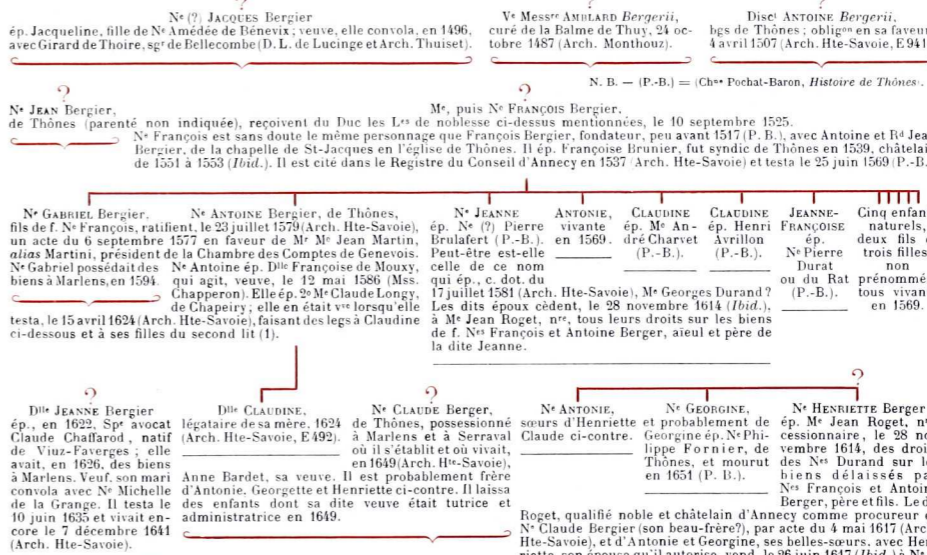 Nᵉ (?) JACQUES Bergier
ép. Jacqueline, fille de Nᵉ Amédée de Bénevix; veuve, elle convola, en 1496,
avec Girard de Thoire, sgʳ de Bellecombe (D. L. de Lucinge et Arch. Thuiset).
Vᵉ Messʳᵉ AMBLARD Bergerii,
curé de la Balme de Thuy, 24 oc-
tobre 1487 (Arch. Monthouz).
Discᵗ ANTOINE Bergerii,
bgs de Thônes; obligᵒⁿ en sa faveur
4 avril 1507 (Arch. Hte-Savoie, E 941
N. B. — (P.-B.) = (Chⁿᵉ Pochat-Baron, Histoire de Thônes).
?
Nᵉ JEAN Bergier,
?
Mᵉ, puis Nᵉ FRANÇOIS Bergier,
de Thônes (parenté non indiquée), reçoivent du Duc les Lᵉˢ de noblesse ci-dessus mentionnées, le 10 septembre 1525.
Nᵉ François est sans doute le même personnage que François Bergier, fondateur, peu avant 1517 (P. B.), avec Antoine et Rᵈ Jea
Bergier, de la chapelle de St-Jacques en l'église de Thônes. Il ép. Françoise Brunier, fut syndic de Thônes en 1539, châtelai
de 1551 à 1553 (Ibid.). Il est cité dans le Registre du Conseil d'Annecy en 1537 (Arch. Hte-Savoie) et testa le 25 juin 1569 (P.-B.
Nᵉ GABRIEL Bergier, Nᵉ ANTOINE Bergier, de Thônes,
fils de f. Nᵉ François, ratifient, le 23 juillet 1579 (Arch. Hte-Savoie),
un acte du 6 septembre 1577 en faveur de Mʳ Mᵉ Jean Martin,
alias Martini, président de la Chambre des Comptes de Genevois.
Nᵉ Gabriel possédait des
biens à Marlens, en 1594.
Nᵉ Antoine ép. Dˡˡᵉ Françoise de Mouxy,
qui agit, veuve, le 12 mai 1586 (Mss.
Chapperon). Elle ép. 2º Mᵉ Claude Longy,
de Chapeiry; elle en était vᵛᵉ lorsqu'elle
testa, le 15 avril 1624 (Arch. Hte-Savoie), faisant des legs à Claudine
ci-dessous et à ses filles du second lit (1).
Nᵉ JEANNE
ép. Nᵉ (?) Pierre
Brulafert (P.-B.).
Peut-être est-elle
celle de ce nom
qui ép., c. dot. du
17 juillet 1581 (Arch. Hte-Savoie), Mᵉ Georges Durand?
Les dits époux cèdent, le 28 novembre 1614 (Ibid.),
à Mᵉ Jean Roget, nʳᵉ, tous leurs droits sur les biens
de f. Nᵉˢ François et Antoine Berger, aïeul et père de
la dite Jeanne.
ANTONIE,
vivante
en 1569.
CLAUDINE
ép. Mᵉ An-
dré Charvet
(P.-B.).
CLAUDINE
ép. Henri
Avrillon
(P.-B.).
JEANNE-
FRANÇOISE
ép.
Nᵉ Pierre
Durat
ou du Rat
(P.-B.).
Cinq enfan
naturels,
deux fils
trois filles
non
prénommé
tous vivan
en 1569.
?
Dˡˡᵉ JEANNE Bergier
ép., en 1622, Spᵉ avocat
Claude Chaffarod, natif
de Viuz-Faverges; elle
avait, en 1626, des biens
à Marlens. Veuf, son mari
convola avec Nᵉ Michelle
de la Grange. Il testa le
10 juin 1635 et vivait en-
core le 7 décembre 1641
(Arch. Hte-Savoie).
Dˡˡᵉ CLAUDINE,
légataire de sa mère, 1624
(Arch. Hte-Savoie, E 492).
?
Nᵉ CLAUDE Berger,
de Thônes, possessionné
à Marlens et à Serraval
où il s'établit et où vivait,
en 1649 (Arch. Hᵗᵉ-Savoie),
Anne Bardet, sa veuve. Il est probablement frère
d'Antonie, Georgette et Henriette ci-contre. Il laissa
des enfants dont sa dite veuve était tutrice et
administratrice en 1649.
?
Nᵉ ANTONIE,
sœurs d'Henriette et probablement de
Claude ci-contre.
Nᵉ GEORGINE,
Georgine ép. Nᵉ Phi-
lippe Fornier, de
Thônes, et mourut
en 1651 (P. B.).
Nᵉ HENRIETTE Berger
ép. Mᵉ Jean Roget, nʳ
cessionnaire, le 28 no
vembre 1614, des droi
des Nᵉˢ Durand sur le
biens délaissés pa
Nᵉˢ François et Antoin
Berger, père et fils. Le d
Roget, qualifié noble et châtelain d'Annecy comme procureur
Nᵉ Claude Bergier (son beau-frère?), par acte du 4 mai 1617 (Arc
Hte-Savoie), et d'Antonie et Georgine, ses belles-sœurs, avec Hen
riette, son épouse qu'il autorise, vend, le 26 juin 1617 (Ibid.) à Nᵉ